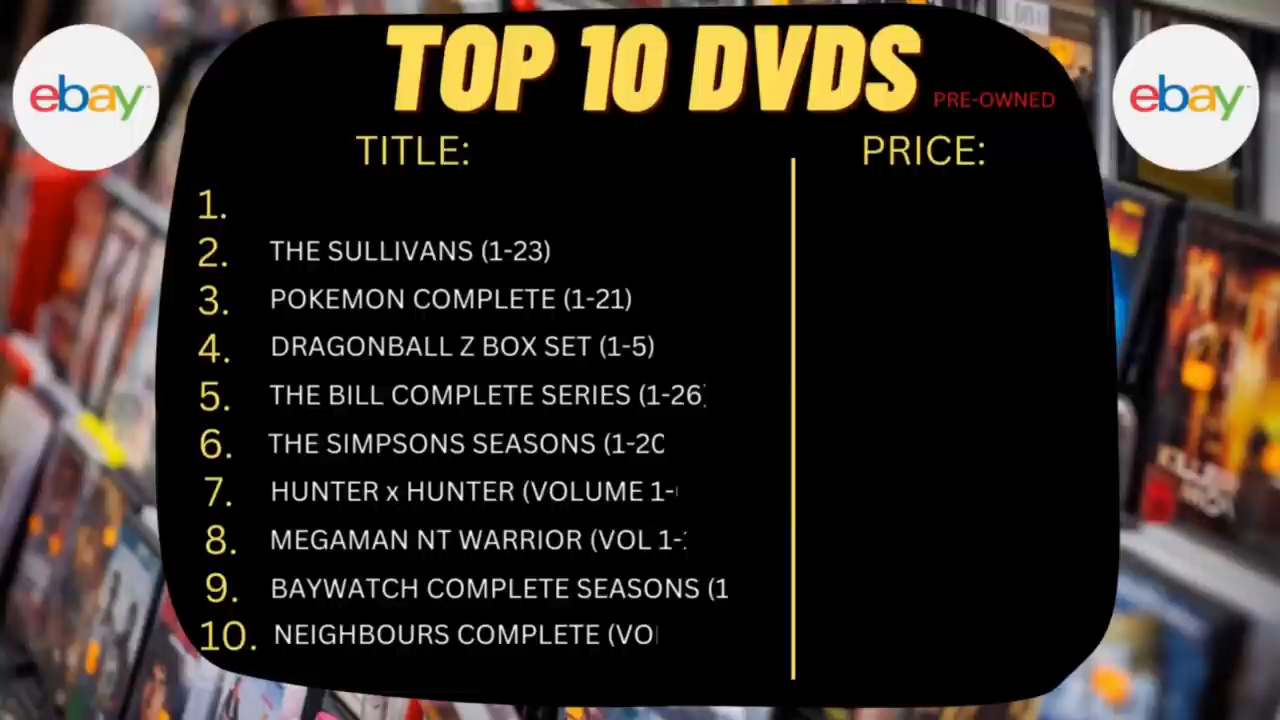 TOP 10 DVDS
PRE-OWNED
ebay
ebay
TITLE:
PRICE:
1.
2. THE SULLIVANS (1-23)
3. POKEMON COMPLETE (1-21)
4. DRAGONBALL Z BOX SET (1-5)
5. THE BILL COMPLETE SERIES (1-26)
6. THE SIMPSONS SEASONS (1-2
7. HUNTER x HUNTER (VOLUME 1-
8. MEGAMAN NT WARRIOR (VOL 1-
9. BAYWATCH COMPLETE SEASONS (1
10. NEIGHBOURS COMPLETE (VO